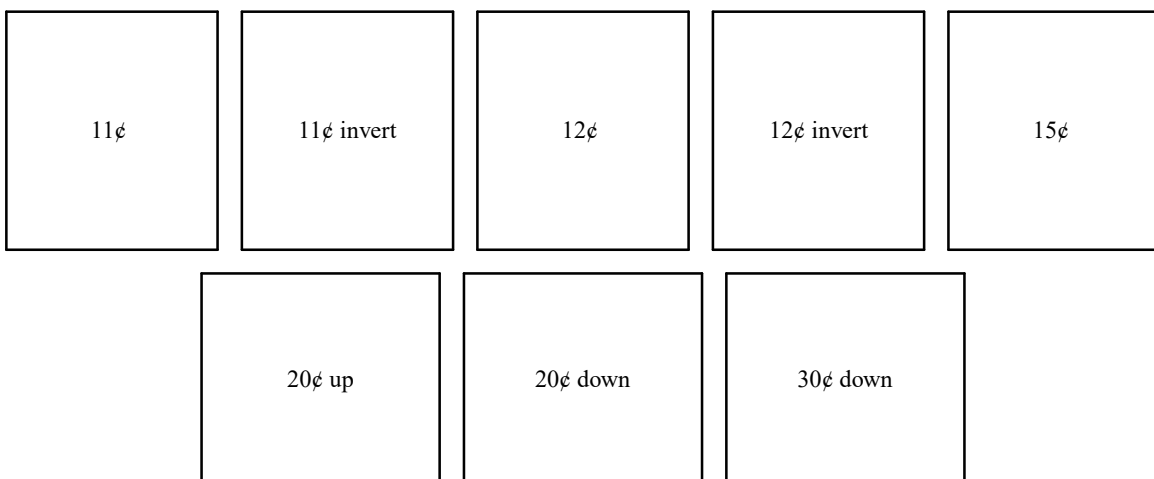 11¢
11¢ invert
12¢
12¢ invert
15¢
20¢ up
20¢ down
30¢ down